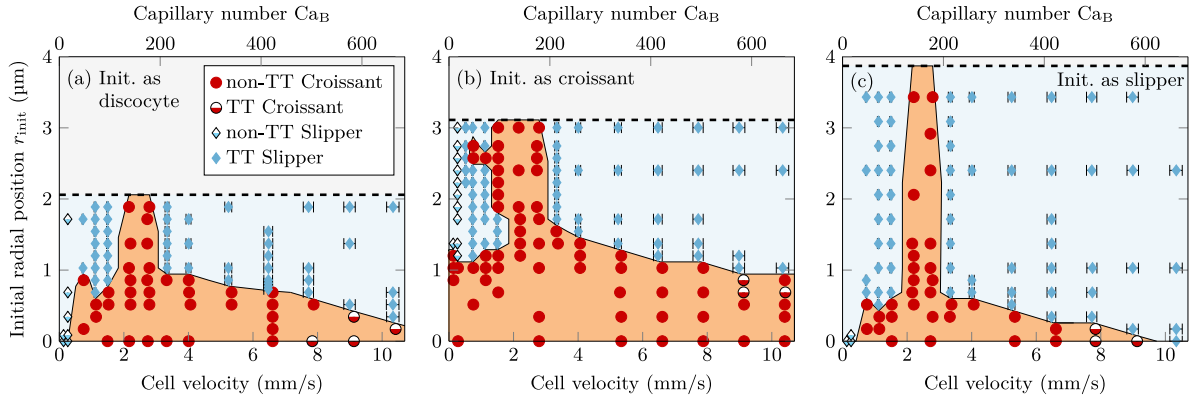 Capillary number Ca_B
0 200 400 600
Capillary number Ca_B
0 200 400 600
Capillary number Ca_B
0 200 400 600
Initial radial position r_init (µm)
4
3
2
1
0
(a) Init. as
discocyte
non-TT Croissant
TT Croissant
non-TT Slipper
TT Slipper
0 2 4 6 8 10
Cell velocity (mm/s)
4
3
2
1
0
(b) Init. as croissant
0 2 4 6 8 10
Cell velocity (mm/s)
4
3
2
1
0
(c) Init. as slipper
0 2 4 6 8 10
Cell velocity (mm/s)